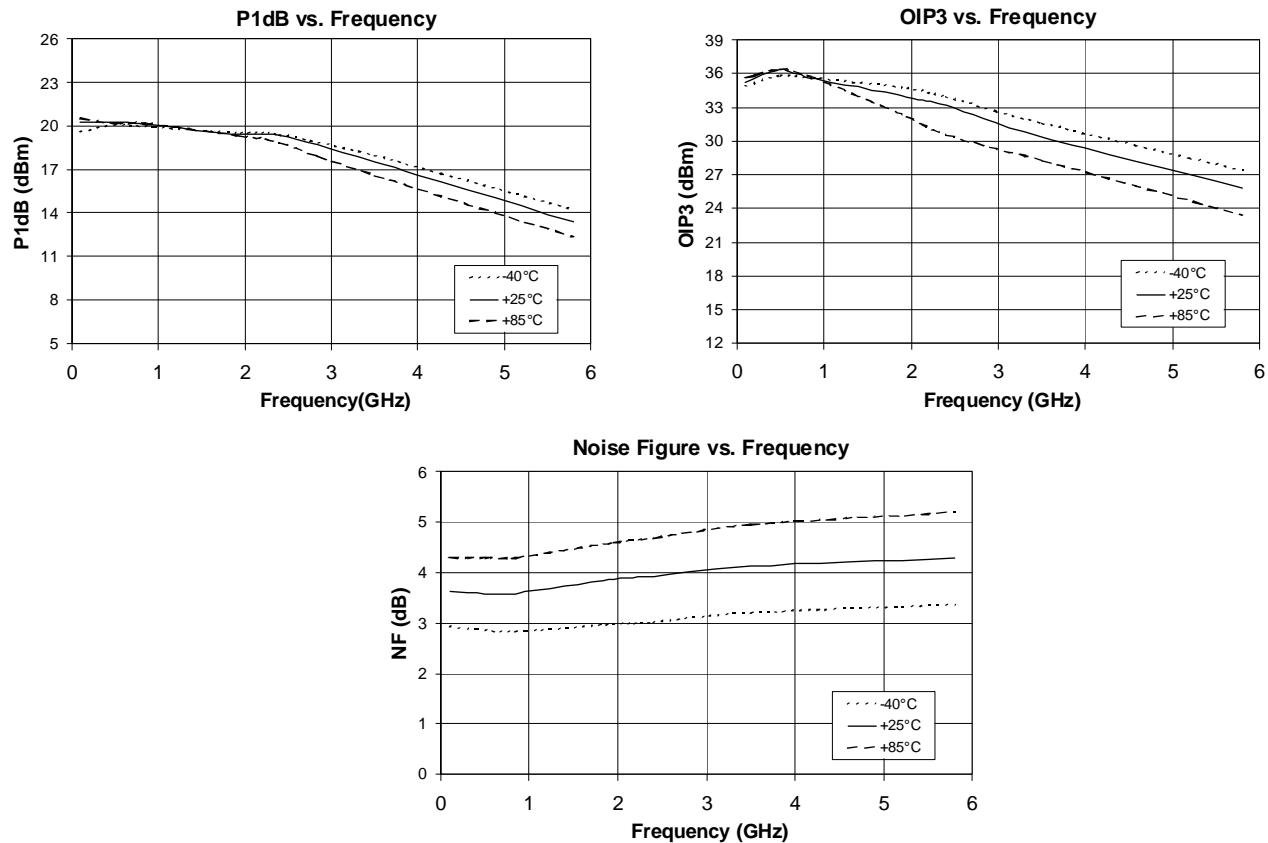 P1dB vs. Frequency
26
23
20
17
14
11
8
5
P1dB (dBm)
0 1 2 3 4 5 6
Frequency(GHz)
-40°C
+25°C
+85°C
OIP3 vs. Frequency
39
36
33
30
27
24
21
18
15
12
OIP3 (dBm)
0 1 2 3 4 5 6
Frequency (GHz)
-40°C
+25°C
+85°C
Noise Figure vs. Frequency
6
5
4
3
2
1
0
NF (dB)
0 1 2 3 4 5 6
Frequency (GHz)
-40°C
+25°C
+85°C